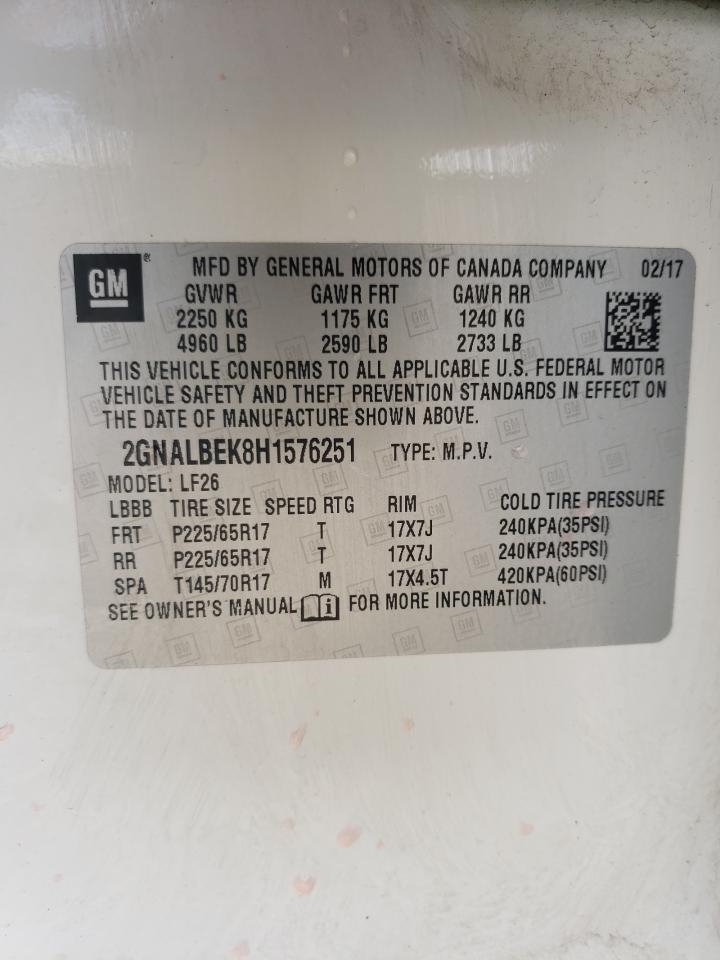 GM® MFD BY GENERAL MOTORS OF CANADA COMPANY 02/17
GVWR GAWR FRT GAWR RR
2250 KG 1175 KG 1240 KG
4960 LB 2590 LB 2733 LB
THIS VEHICLE CONFORMS TO ALL APPLICABLE U.S. FEDERAL MOTOR
VEHICLE SAFETY AND THEFT PREVENTION STANDARDS IN EFFECT ON
THE DATE OF MANUFACTURE SHOWN ABOVE.
2GNALBEK8H1576251 TYPE: M.P.V.
MODEL: LF26
LBBB TIRE SIZE SPEED RTG RIM COLD TIRE PRESSURE
FRT P225/65R17 T 17X7J 240KPA(35PSI)
RR P225/65R17 T 17X7J 240KPA(35PSI)
SPA T145/70R17 M 17X4.5T 420KPA(60PSI)
SEE OWNER'S MANUAL FOR MORE INFORMATION.